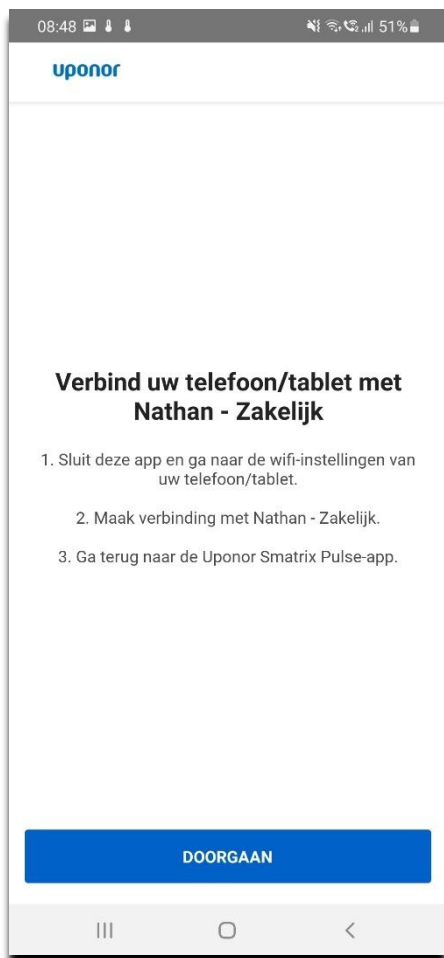 08:48 51%
uponor
Verbind uw telefoon/tablet met
Nathan - Zakelijk
1. Sluit deze app en ga naar de wifi-instellingen van
uw telefoon/tablet.
2. Maak verbinding met Nathan - Zakelijk.
3. Ga terug naar de Uponor Smatrix Pulse-app.
DOORGAAN